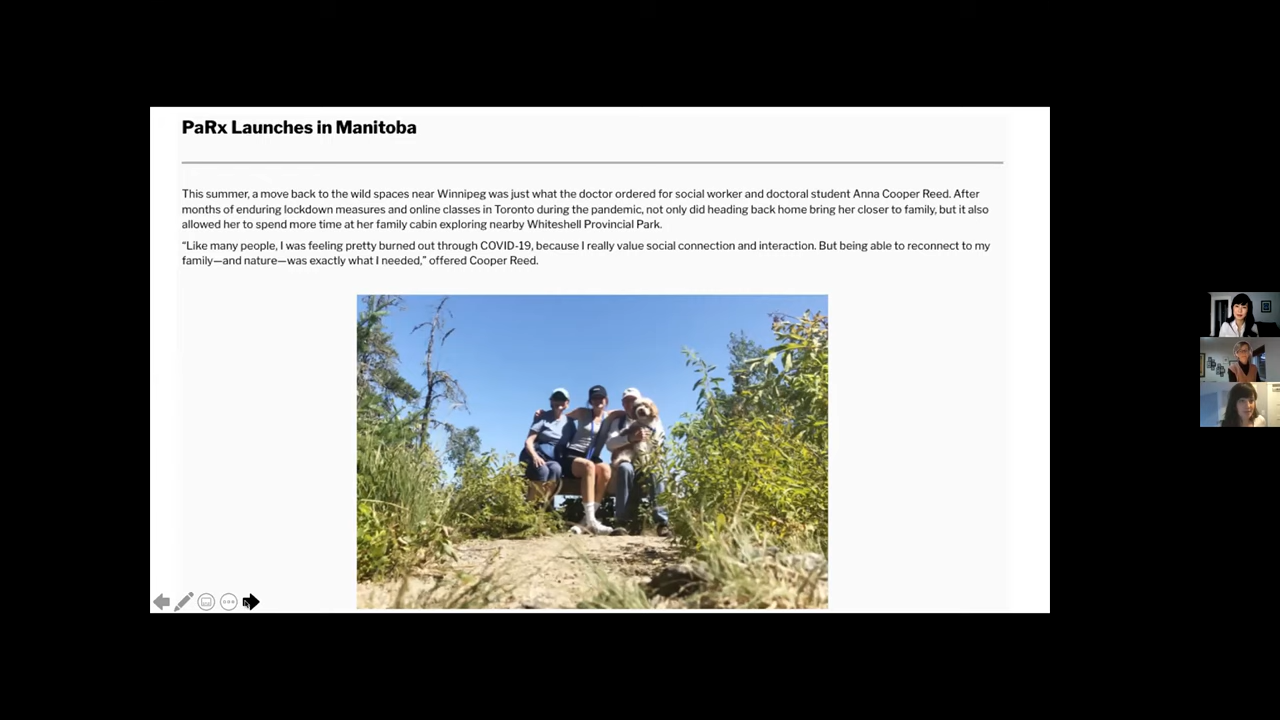 PaRx Launches in Manitoba
This summer, a move back to the wild spaces near Winnipeg was just what the doctor ordered for social worker and doctoral student Anna Cooper Reed. After
months of enduring lockdown measures and online classes in Toronto during the pandemic, not only did heading back home bring her closer to family, but it also
allowed her to spend more time at her family cabin exploring nearby Whiteshell Provincial Park.
“Like many people, I was feeling pretty burned out through COVID-19, because I really value social connection and interaction. But being able to reconnect to my
family—and nature—was exactly what I needed,” offered Cooper Reed.